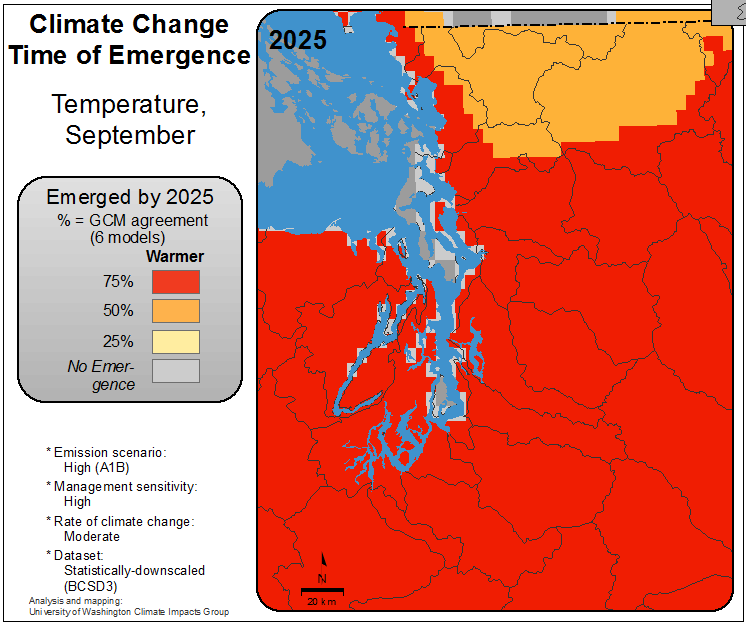 Climate Change
Time of Emergence
Temperature,
September
Emerged by 2025
% = GCM agreement
(6 models)
Warmer
75%
50%
25%
No Emer-
gence
* Emission scenario:
High (A1B)
* Management sensitivity:
High
* Rate of climate change:
Moderate
* Dataset:
Statistically-downscaled
(BCSD3)
Analysis and mapping:
University of Washington Climate Impacts Group
2025
N
20 km